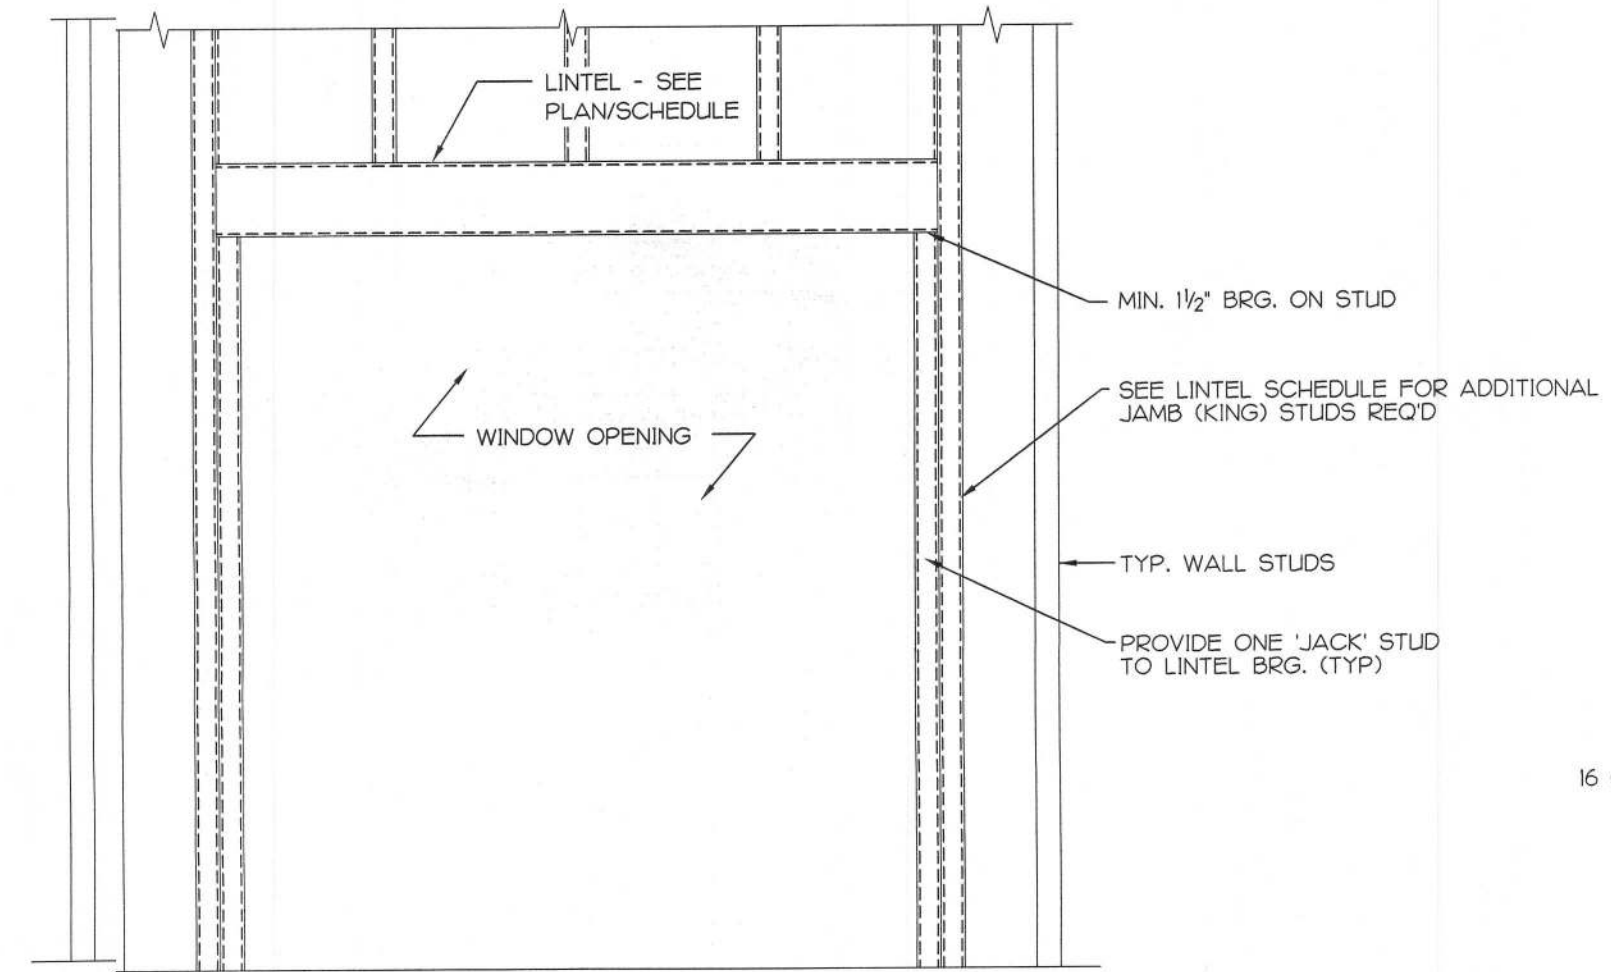 LINTEL - SEE
PLAN/SCHEDULE
MIN. 1½" BRG. ON STUD
SEE LINTEL SCHEDULE FOR ADDITIONAL
JAMB (KING) STUDS REQ'D
WINDOW OPENING
TYP. WALL STUDS
PROVIDE ONE 'JACK' STUD
TO LINTEL BRG. (TYP)
16